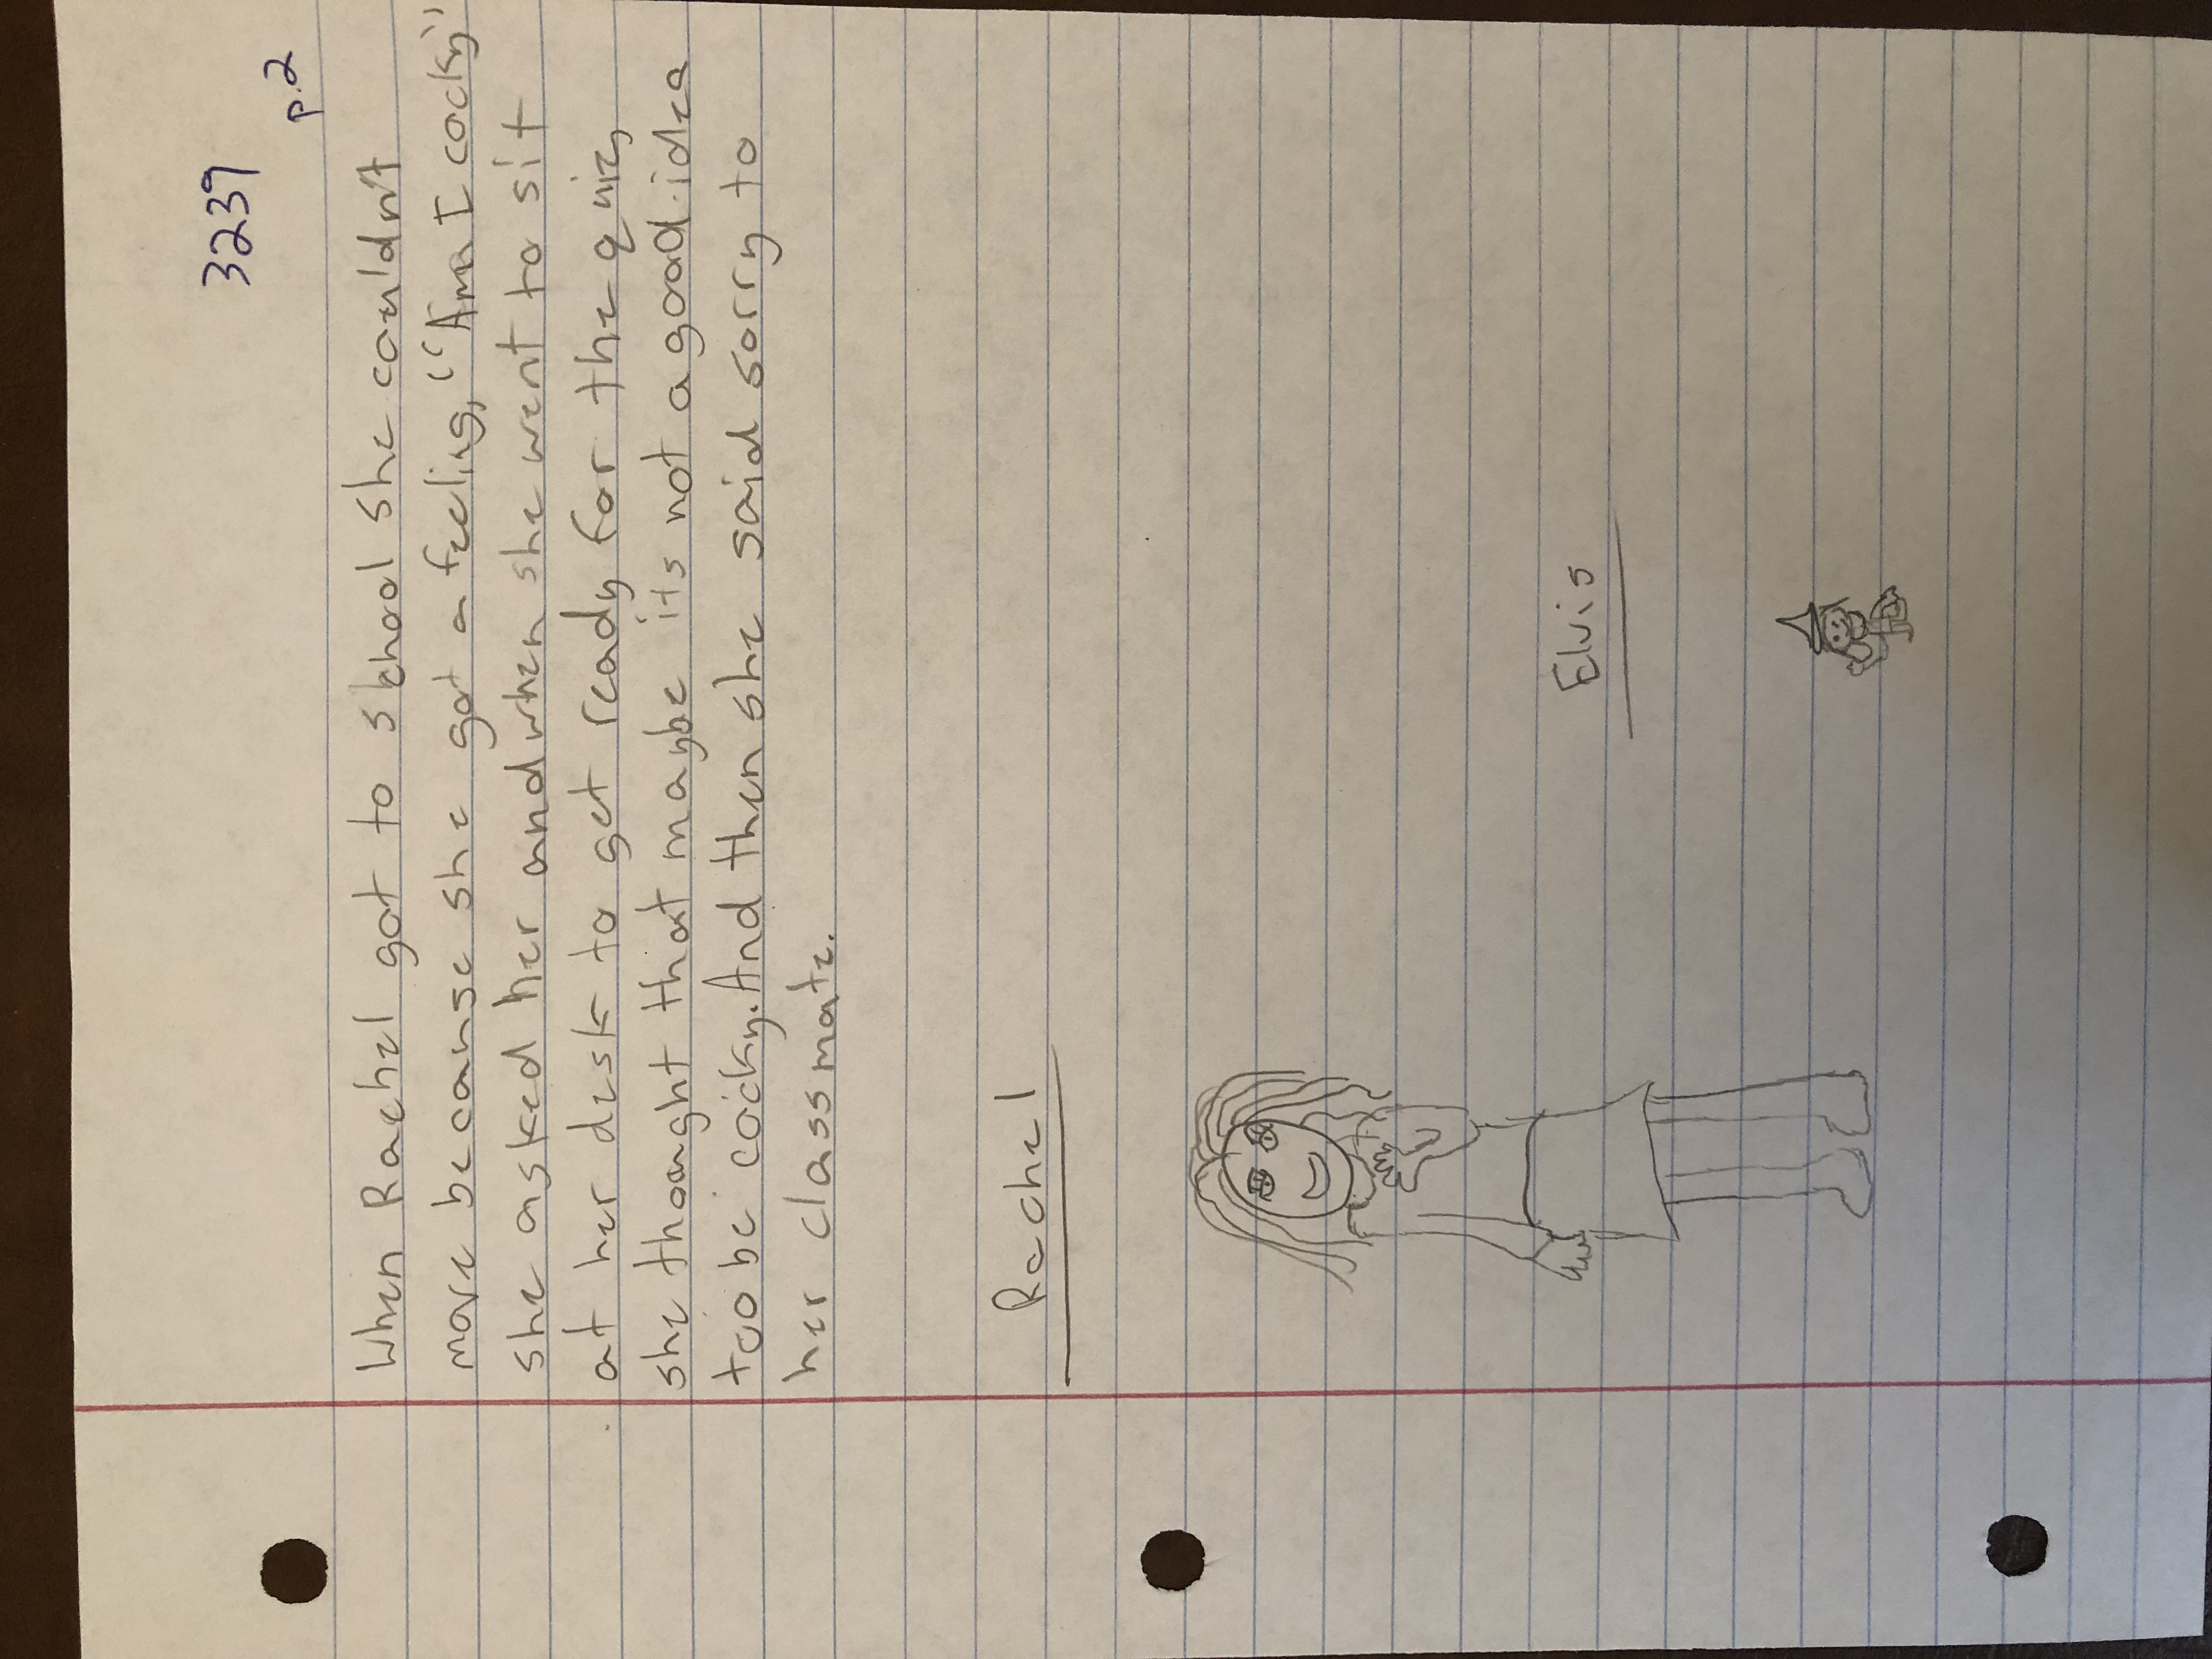 3239
p.2
When Rachel got to skhool she couldn't
move because she got a feeling, "Am I cocky"
she asked her and when she went to sit
at her desk to get ready for the quiz,
she thought that maybe its not a good idea
too be cocky. And then she said sorry to
her classmate.
Rachel
Elvis